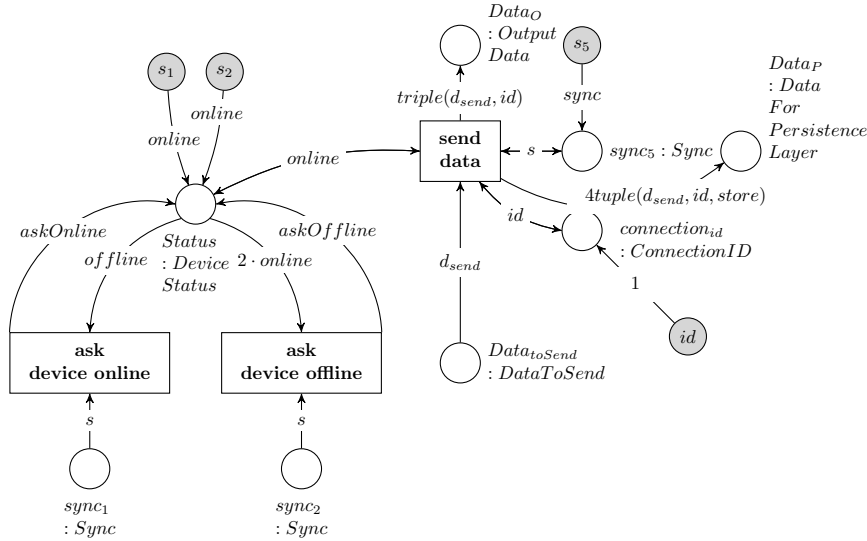 Data_O
: Output
Data
s_5
Data_P
: Data
For
Persistence
Layer
s_1
s_2
triple(d_send, id)
sync
online
online
online
send
data
s
sync_5 : Sync
4tuple(d_send, id, store)
askOnline
askOffline
id
connection_id
: ConnectionID
Status
: Device
Status
offline
2 · online
d_send
1
id
ask
device online
ask
device offline
Data_toSend
: DataToSend
s
s
sync_1
: Sync
sync_2
: Sync